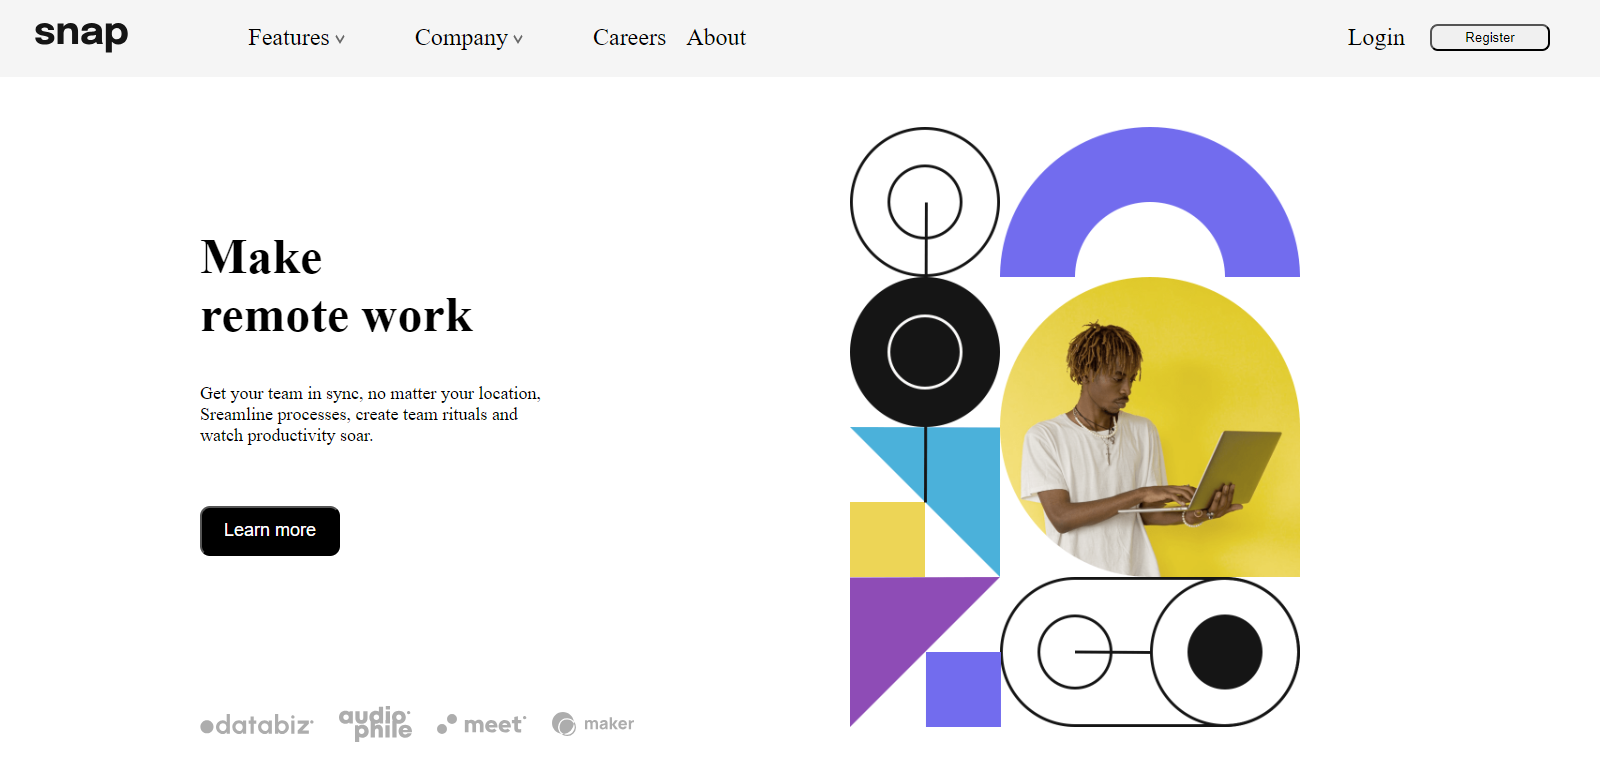 snap Features Company Careers About Login Register
Make
remote work
Get your team in sync, no matter your location,
Sreamline processes, create team rituals and
watch productivity soar.
Learn more
databiz audiophile meet maker